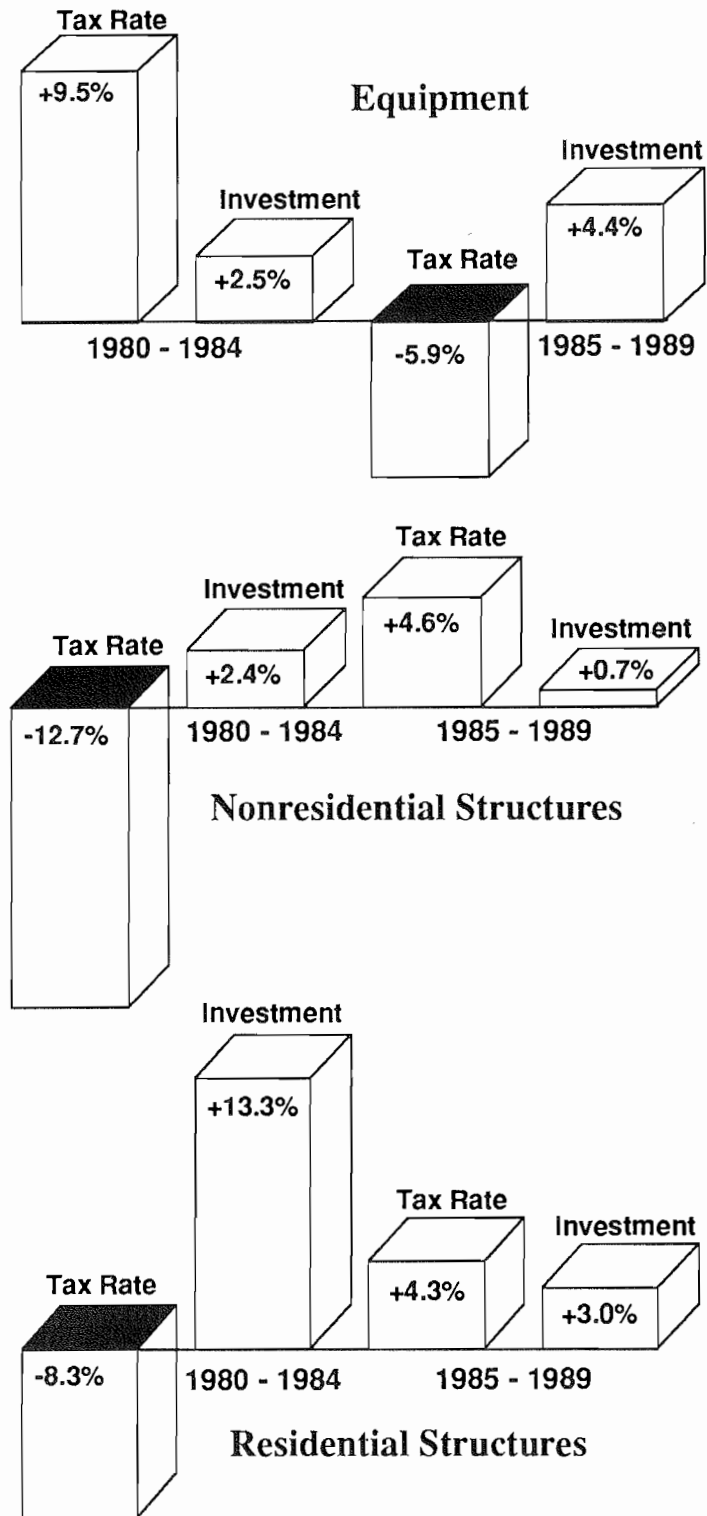 Tax Rate
+9.5%
Equipment
Investment
Investment
+4.4%
Tax Rate
+2.5%
1980 - 1984
-5.9%
1985 - 1989
Tax Rate
Investment
+4.6%
Investment
Tax Rate
+2.4%
+0.7%
-12.7%
1980 - 1984
1985 - 1989
Nonresidential Structures
Investment
+13.3%
Tax Rate
Investment
Tax Rate
+4.3%
+3.0%
-8.3%
1980 - 1984
1985 - 1989
Residential Structures